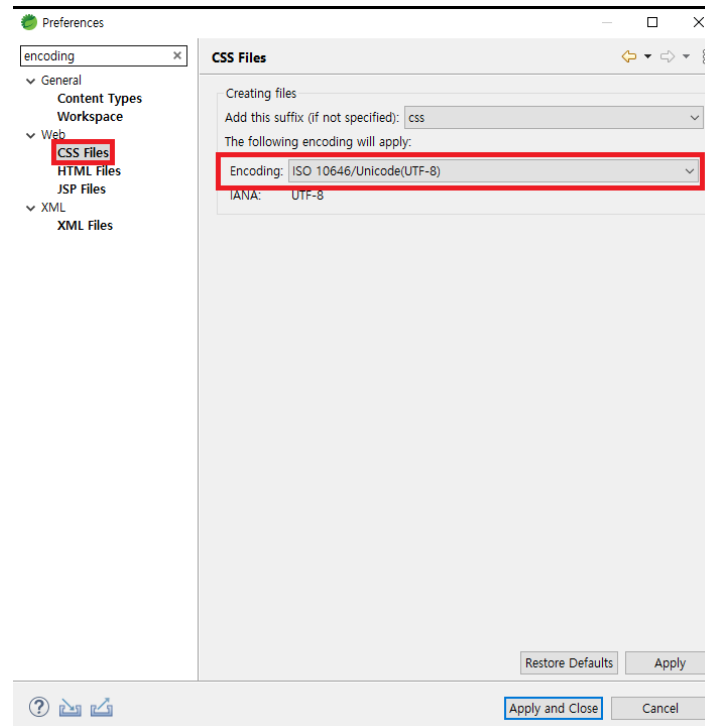 Preferences
encoding
CSS Files
General
Content Types
Workspace
Web
CSS Files
HTML Files
JSP Files
XML
XML Files
Creating files
Add this suffix (if not specified): css
The following encoding will apply:
Encoding: ISO 10646/Unicode(UTF-8)
IANA: UTF-8
Restore Defaults Apply
Apply and Close Cancel